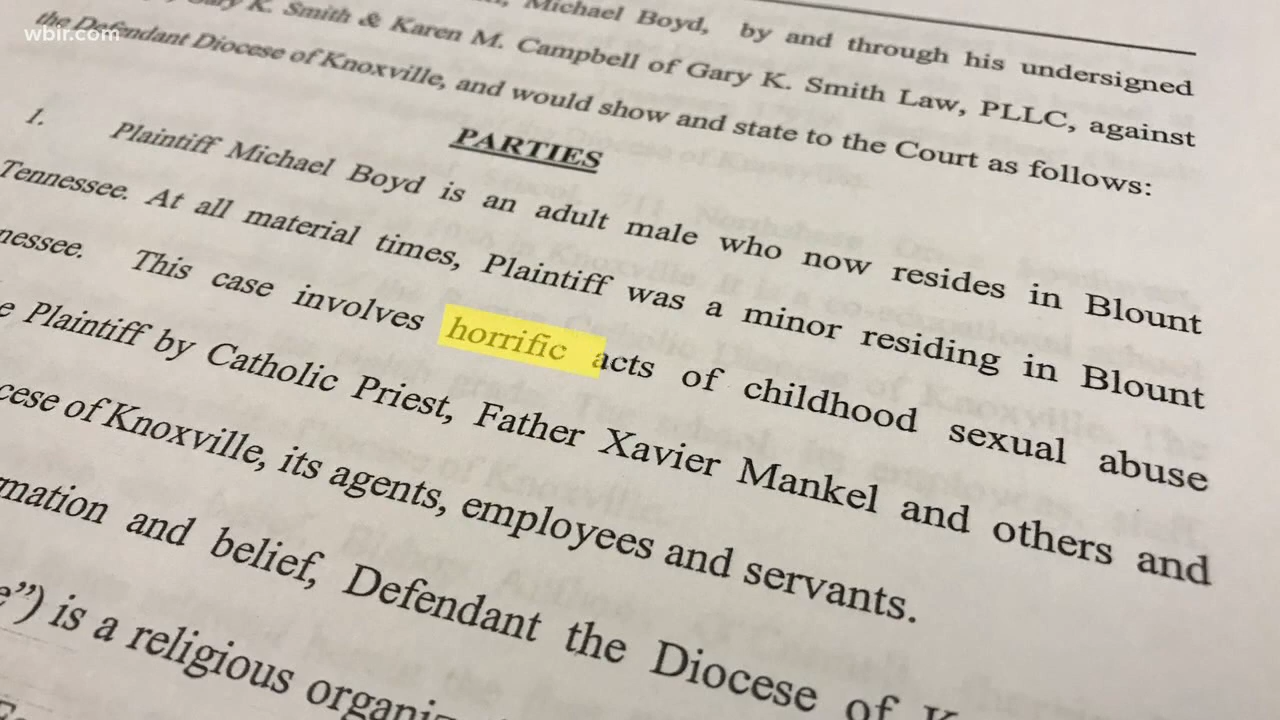 wbir.com
Michael Boyd, by and through his undersigned
Gary K. Smith & Karen M. Campbell of Gary K. Smith Law, PLLC, against
the Defendant Diocese of Knoxville, and would show and state to the Court as follows:
PARTIES
1. Plaintiff Michael Boyd is an adult male who now resides in Blount
Tennessee. At all material times, Plaintiff was a minor residing in Blount
nessee. This case involves horrific acts of childhood sexual abuse
e Plaintiff by Catholic Priest, Father Xavier Mankel and others and
cese of Knoxville, its agents, employees and servants.
mation and belief, Defendant the Diocese of K
e”) is a religious organiz